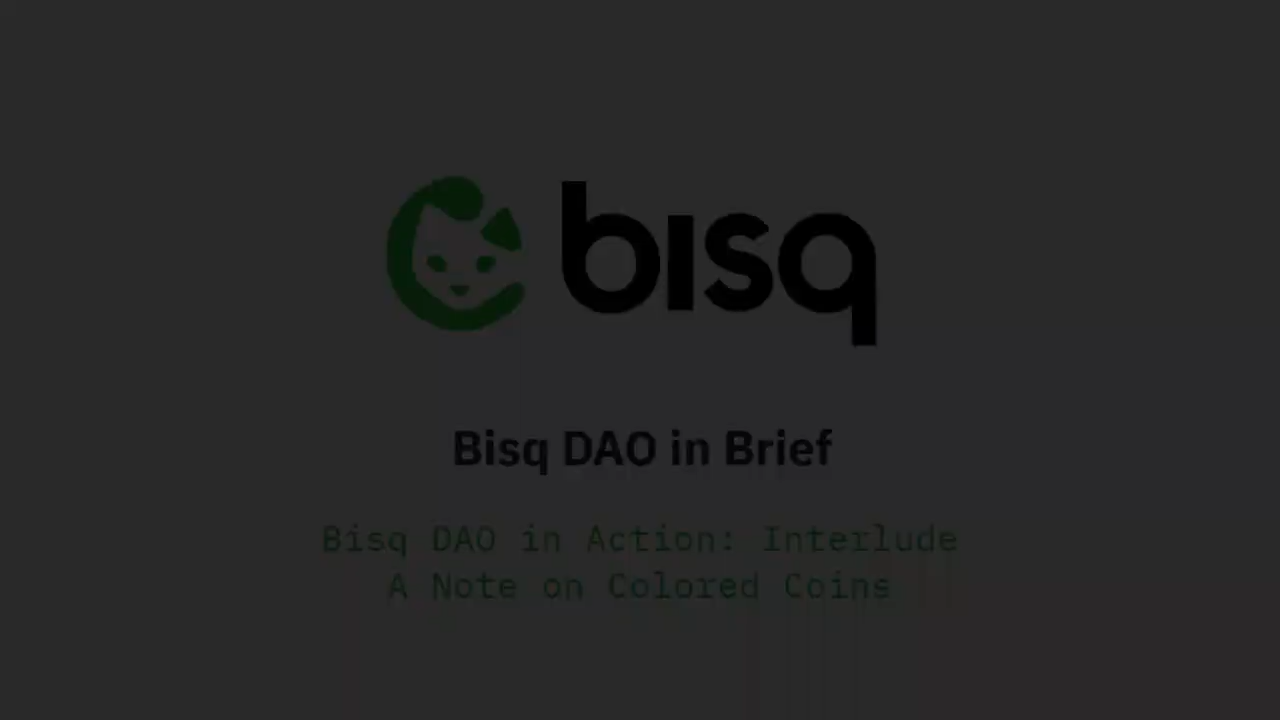 bisq
Bisq DAO in Brief
Bisq DAO in Action: Interlude
A Note on Colored Coins